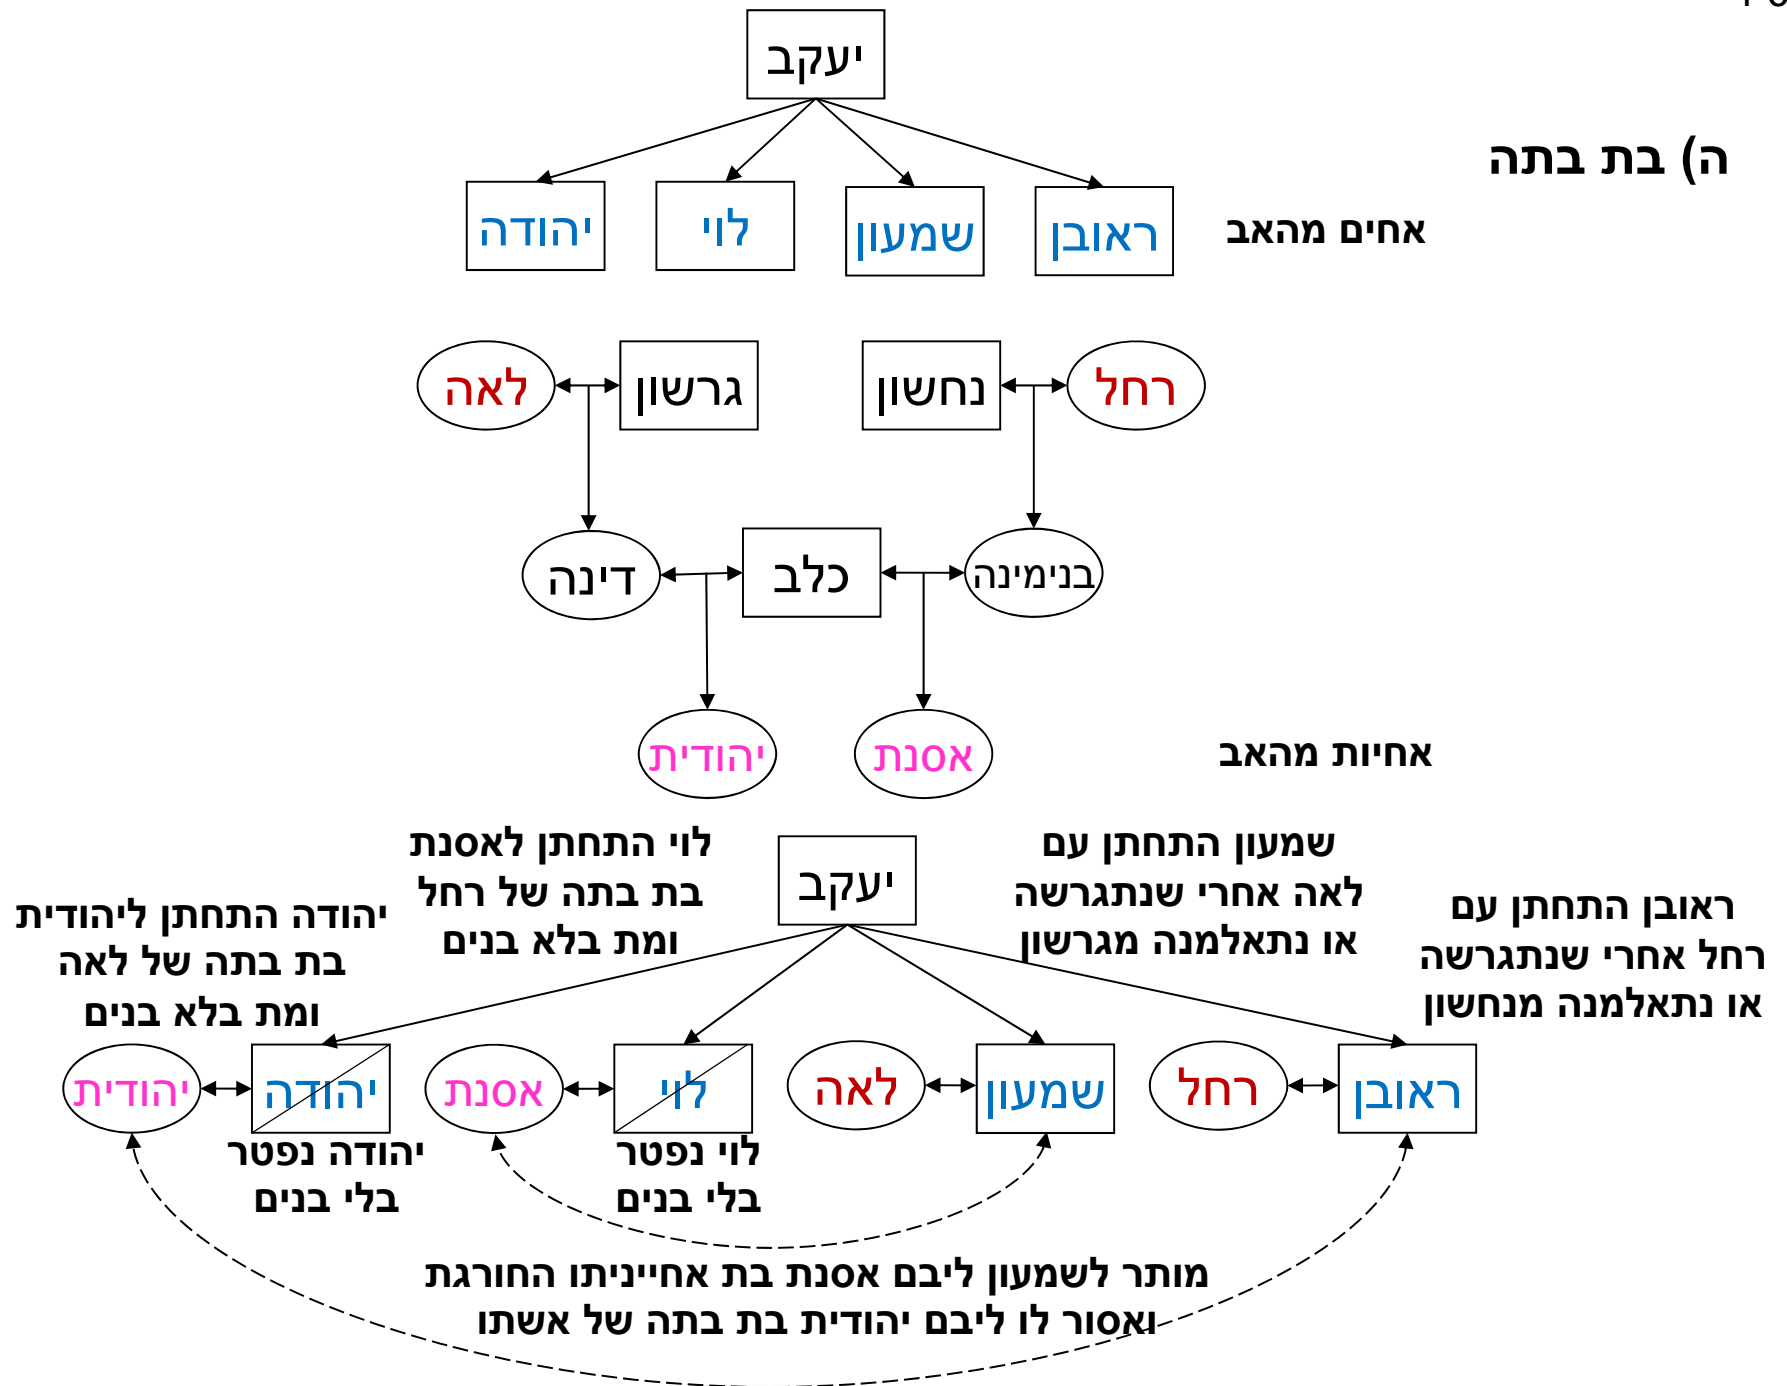 יעקב
ה) בת בתה
ראובן
שמעון
לוי
יהודה
אחים מהאב
רחל
נחשון
גרשון
לאה
בנימינה
כלב
דינה
אסנת
יהודית
אחיות מהאב
יעקב
ראובן התחתן עם
רחל אחרי שנתגרשה
או נתאלמנה מנחשון
שמעון התחתן עם
לאה אחרי שנתגרשה
או נתאלמנה מגרשון
לוי התחתן לאסנת
בת בתה של רחל
ומת בלא בנים
יהודה התחתן ליהודית
בת בתה של לאה
ומת בלא בנים
ראובן
רחל
שמעון
לאה
לוי
אסנת
יהודה
יהודית
לוי נפטר
בלי בנים
יהודה נפטר
בלי בנים
מותר לשמעון ליבם אסנת בת אחייניתו החורגת
ואסור לו ליבם יהודית בת בתה של אשתו